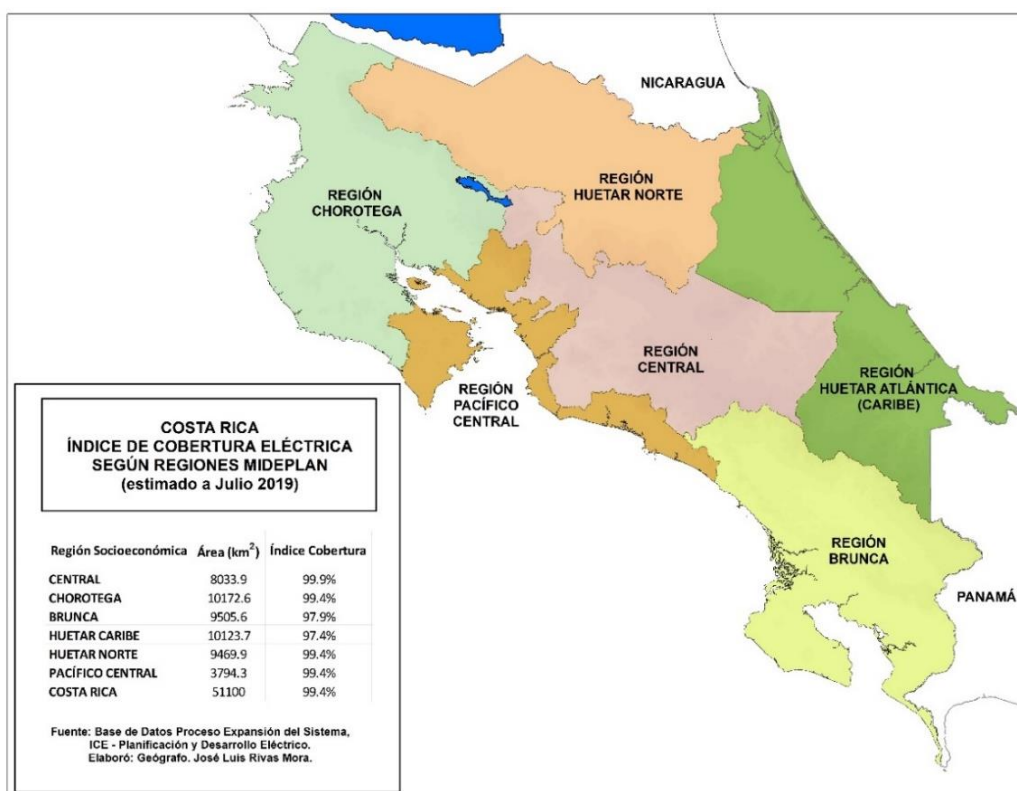 NICARAGUA
REGIÓN
HUETAR NORTE
REGIÓN
CHOROTEGA
REGIÓN
CENTRAL
REGIÓN
HUETAR ATLÁNTICA
(CARIBE)
REGIÓN
PACÍFICO
CENTRAL
REGIÓN
BRUNCA
PANAMÁ
COSTA RICA
ÍNDICE DE COBERTURA ELÉCTRICA
SEGÚN REGIONES MIDEPLAN
(estimado a Julio 2019)
Región Socioeconómica Área (km²) Índice Cobertura
CENTRAL 8033.9 99.9%
CHOROTEGA 10172.6 99.4%
BRUNCA 9505.6 97.9%
HUETAR CARIBE 10123.7 97.4%
HUETAR NORTE 9469.9 99.4%
PACÍFICO CENTRAL 3794.3 99.4%
COSTA RICA 51100 99.4%
Fuente: Base de Datos Proceso Expansión del Sistema,
ICE - Planificación y Desarrollo Eléctrico.
Elaboró: Geógrafo. José Luis Rivas Mora.